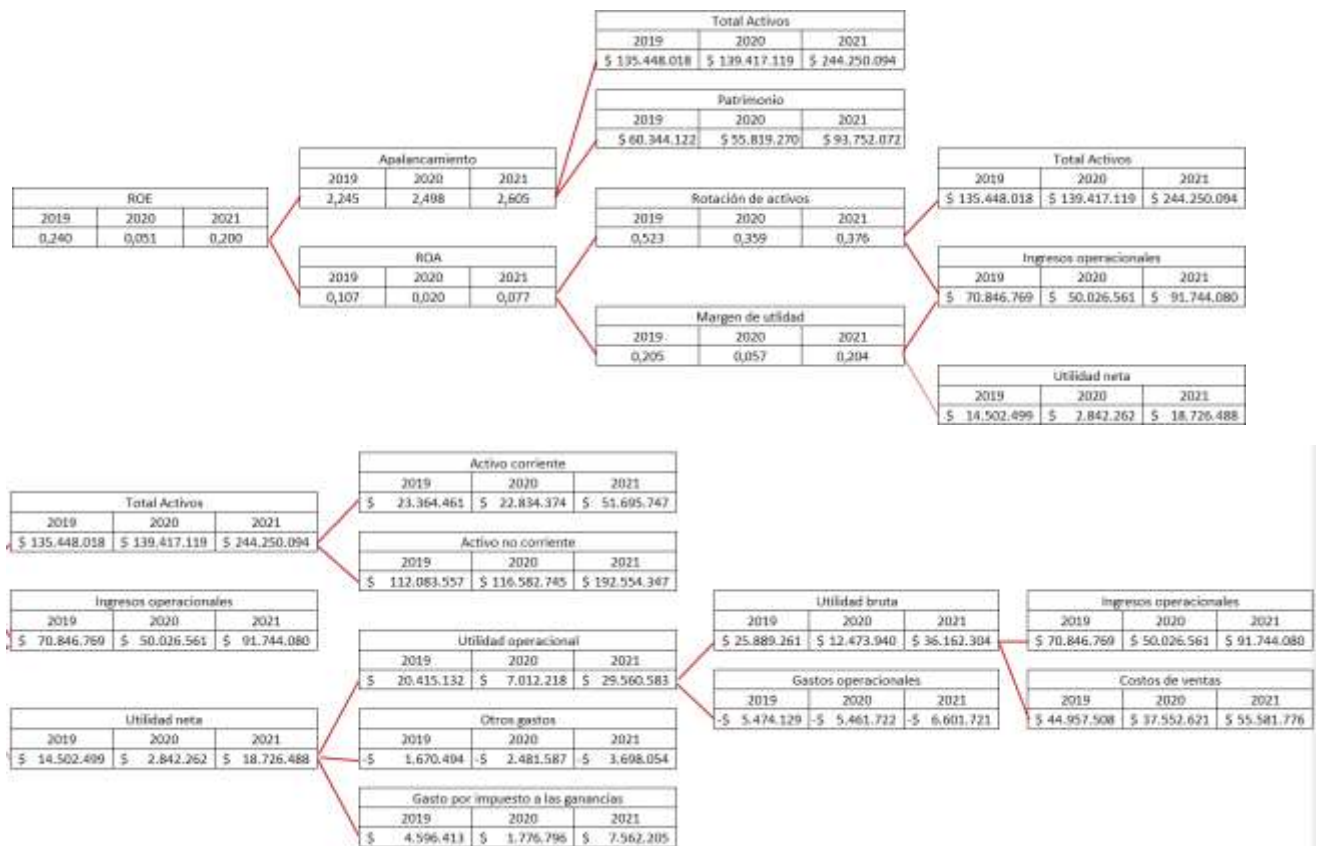 Total Activos
2019 2020 2021
$ 135.448.018 $ 139.417.119 $ 244.250.094
Patrimonio
2019 2020 2021
$ 60.344.122 $ 55.819.270 $ 93.752.072
Apalancamiento
2019 2020 2021
2,245 2,498 2,605
ROE
2019 2020 2021
0,240 0,051 0,200
ROA
2019 2020 2021
0,107 0,020 0,077
Rotación de activos
2019 2020 2021
0,523 0,359 0,376
Margen de utlidad
2019 2020 2021
0,205 0,057 0,204
Total Activos
2019 2020 2021
$ 135.448.018 $ 139.417.119 $ 244.250.094
Ingresos operacionales
2019 2020 2021
$ 70.846.769 $ 50.026.561 $ 91.744.080
Utilidad neta
2019 2020 2021
$ 14.502.499 $ 2.842.262 $ 18.726.488
Total Activos
2019 2020 2021
$ 135.448.018 $ 139.417.119 $ 244.250.094
Ingresos operacionales
2019 2020 2021
$ 70.846.769 $ 50.026.561 $ 91.744.080
Utilidad neta
2019 2020 2021
$ 14.502.499 $ 2.842.262 $ 18.726.488
Activo corriente
2019 2020 2021
$ 23.364.461 $ 22.834.374 $ 51.695.747
Activo no corriente
2019 2020 2021
$ 112.083.557 $ 116.582.745 $ 192.554.347
Utilidad operacional
2019 2020 2021
$ 20.415.132 $ 7.012.218 $ 29.560.583
Otros gastos
2019 2020 2021
-$ 1.670.494 -$ 2.481.587 -$ 3.698.054
Gasto por impuesto a las ganancias
2019 2020 2021
$ 4.596.413 $ 1.776.796 $ 7.562.205
Utilidad bruta
2019 2020 2021
$ 25.889.261 $ 12.473.940 $ 36.162.304
Gastos operacionales
2019 2020 2021
-$ 5.474.129 -$ 5.461.722 -$ 6.601.721
Ingresos operacionales
2019 2020 2021
$ 70.846.769 $ 50.026.561 $ 91.744.080
Costos de ventas
2019 2020 2021
$ 44.957.508 $ 37.552.621 $ 55.581.776